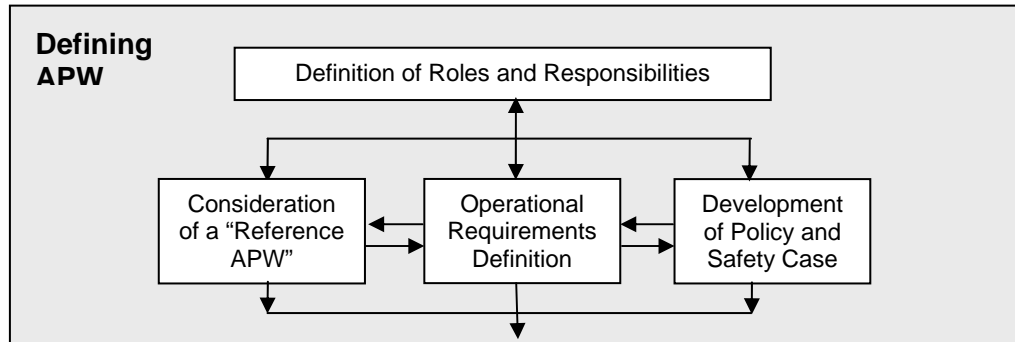 Defining
APW
Definition of Roles and Responsibilities
Consideration
of a “Reference
APW”
Operational
Requirements
Definition
Development
of Policy and
Safety Case